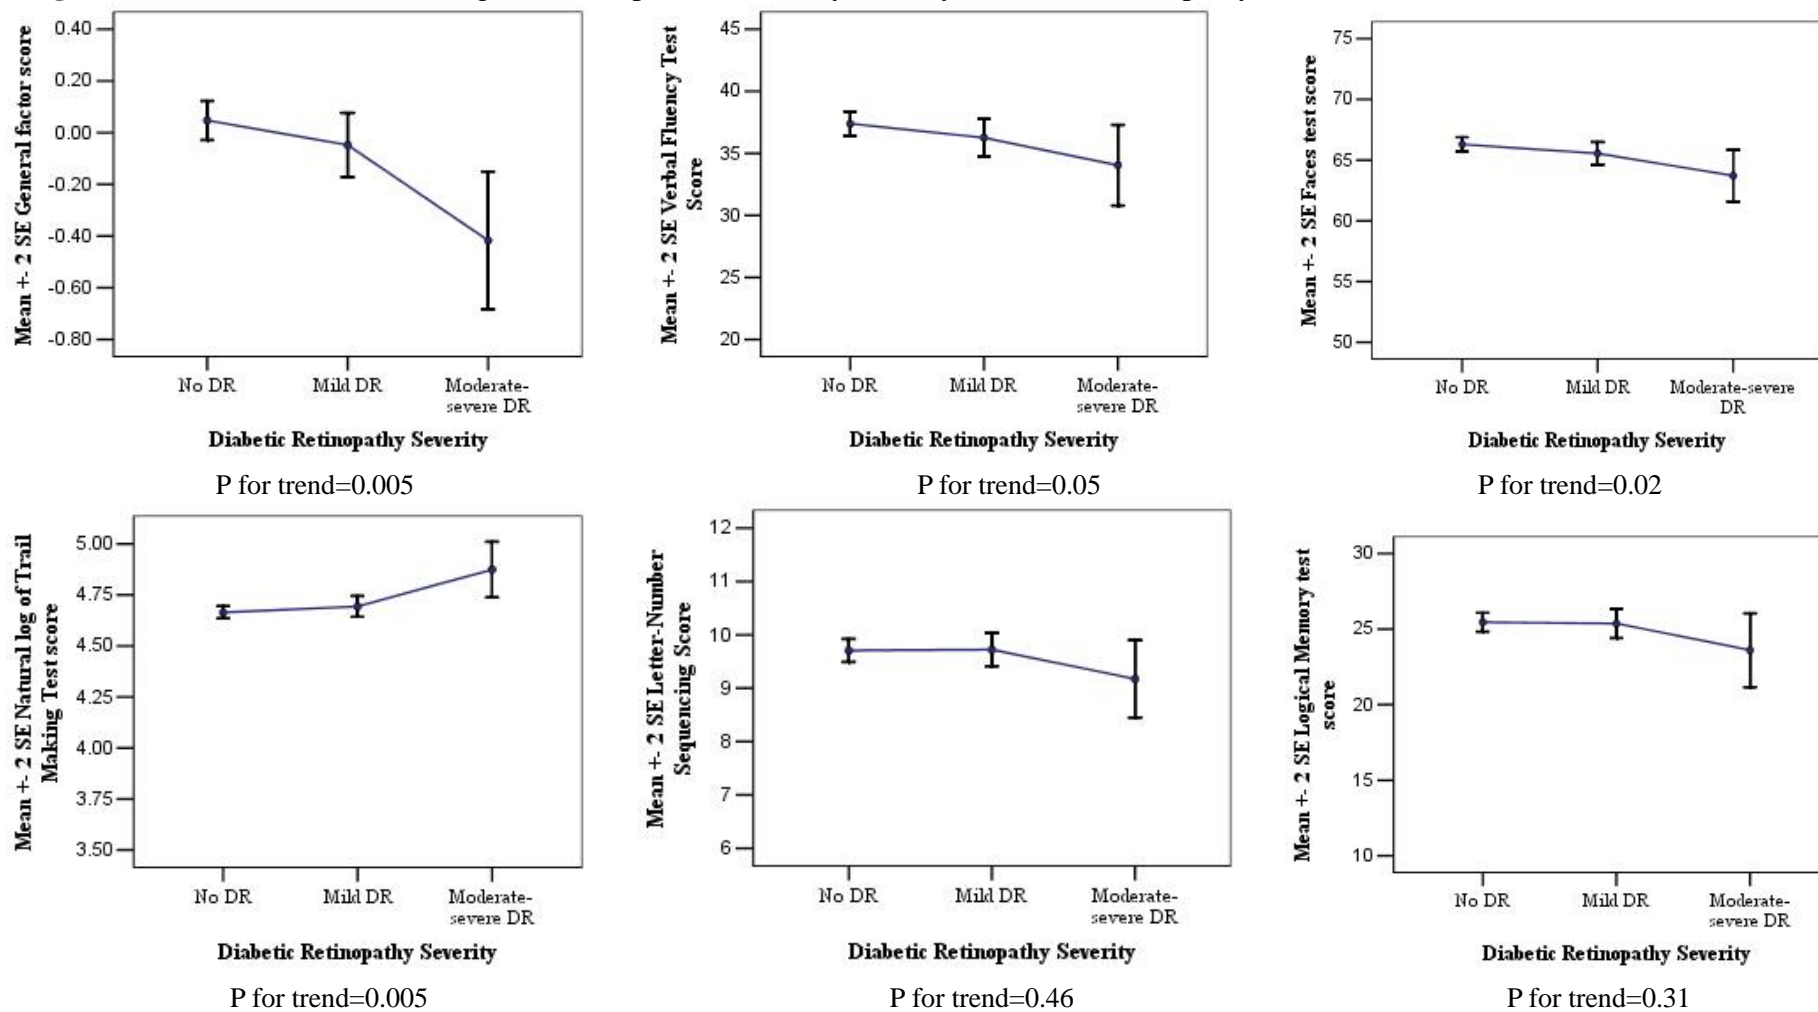 Mean +- 2 SE General factor score
0.40
0.20
0.00
-0.20
-0.40
-0.60
-0.80
No DR
Mild DR
Moderate-
severe DR
Diabetic Retinopathy Severity
P for trend=0.005
Mean +- 2 SE Verbal Fluency Test
Score
45
40
35
30
25
20
No DR
Mild DR
Moderate-
severe DR
Diabetic Retinopathy Severity
P for trend=0.05
Mean +- 2 SE Faces test score
75
70
65
60
55
50
No DR
Mild DR
Moderate-severe
DR
Diabetic Retinopathy Severity
P for trend=0.02
Mean +- 2 SE Natural log of Trail
Making Test score
5.00
4.75
4.50
4.25
4.00
3.75
3.50
No DR
Mild DR
Moderate-
severe DR
Diabetic Retinopathy Severity
P for trend=0.005
Mean +- 2 SE Letter-Number
Sequencing Score
12
11
10
9
8
7
6
No DR
Mild DR
Moderate-
severe DR
Diabetic Retinopathy Severity
P for trend=0.46
Mean +- 2 SE Logical Memory test
score
30
25
20
15
10
No DR
Mild DR
Moderate-
severe DR
Diabetic Retinopathy Severity
P for trend=0.31